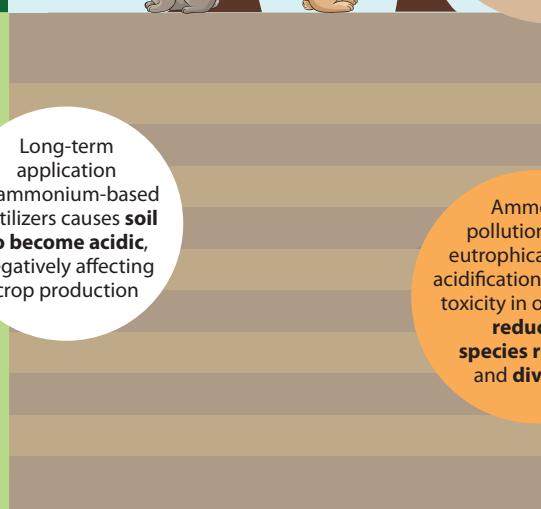 Long-term
application
ammonium-based
tilizers causes soil
become acidic,
gatively affecting
crop production
Ammo
pollution
eutrophica
acidification
toxicity in o
reduc
species r
and div